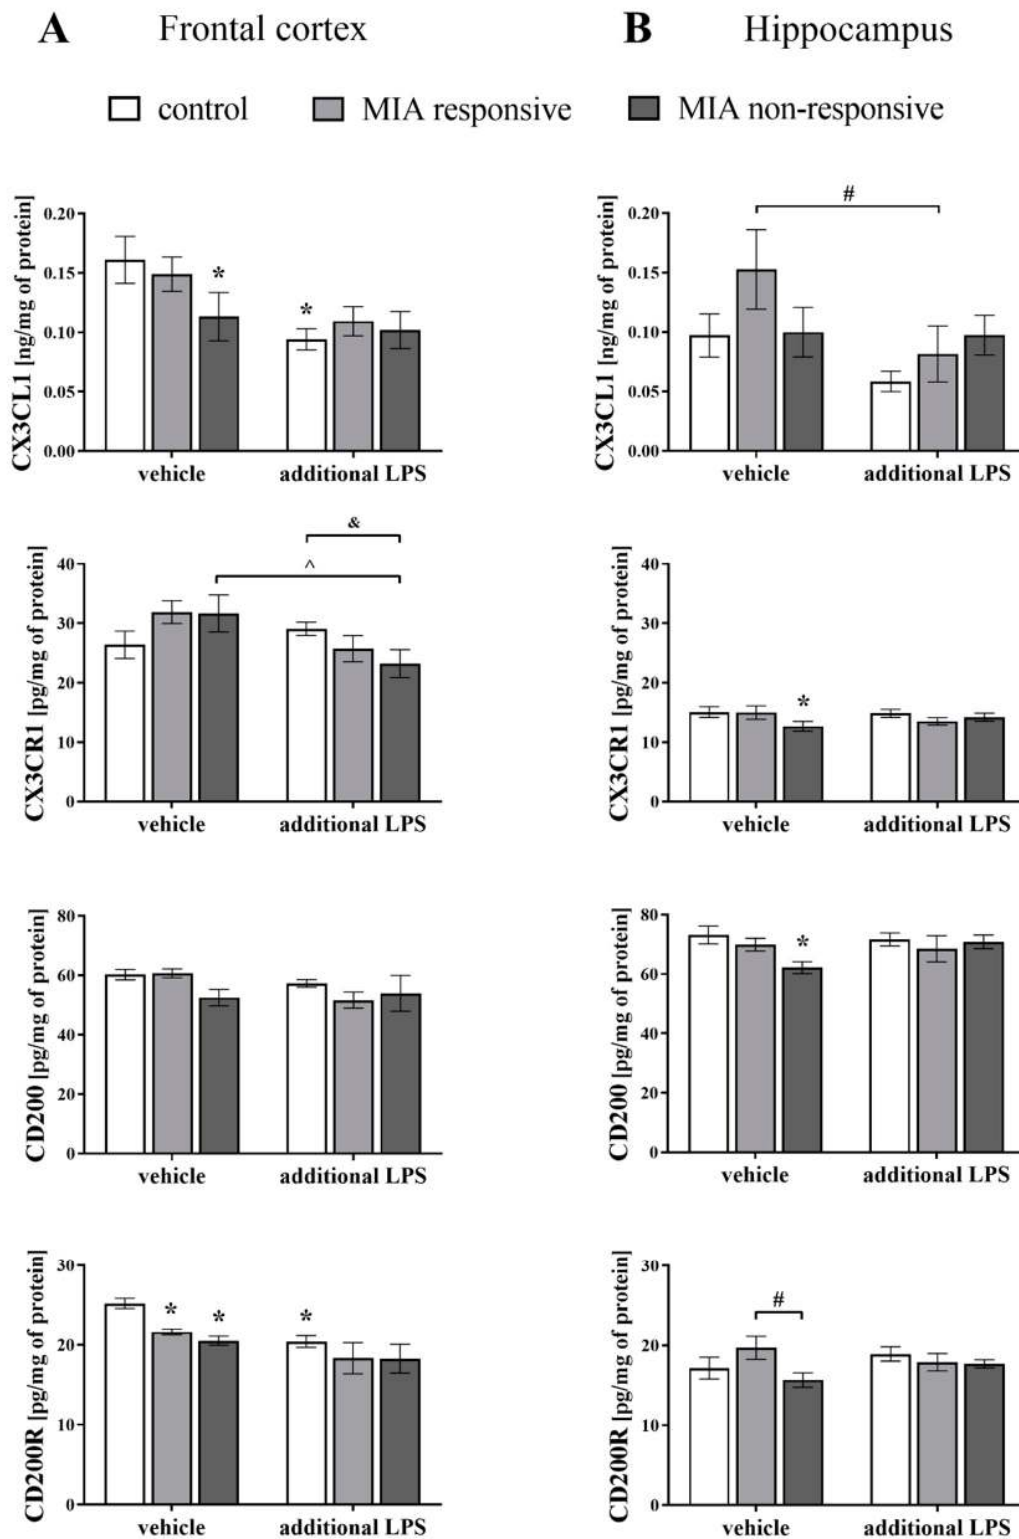 A Frontal cortex B Hippocampus
control MIA responsive MIA non-responsive
CX3CL1 [ng/mg of protein]
0.20
0.15
0.10
0.05
0.00
*
*
vehicle additional LPS
CX3CL1 [ng/mg of protein]
0.20
0.15
0.10
0.05
0.00
#
vehicle additional LPS
CX3CR1 [pg/mg of protein]
40
30
20
10
0
&
^
vehicle additional LPS
CX3CR1 [pg/mg of protein]
40
30
20
10
0
*
vehicle additional LPS
CD200 [pg/mg of protein]
80
60
40
20
0
vehicle additional LPS
CD200 [pg/mg of protein]
80
60
40
20
0
*
vehicle additional LPS
CD200R [pg/mg of protein]
30
20
10
0
* * *
vehicle additional LPS
CD200R [pg/mg of protein]
30
20
10
0
#
vehicle additional LPS